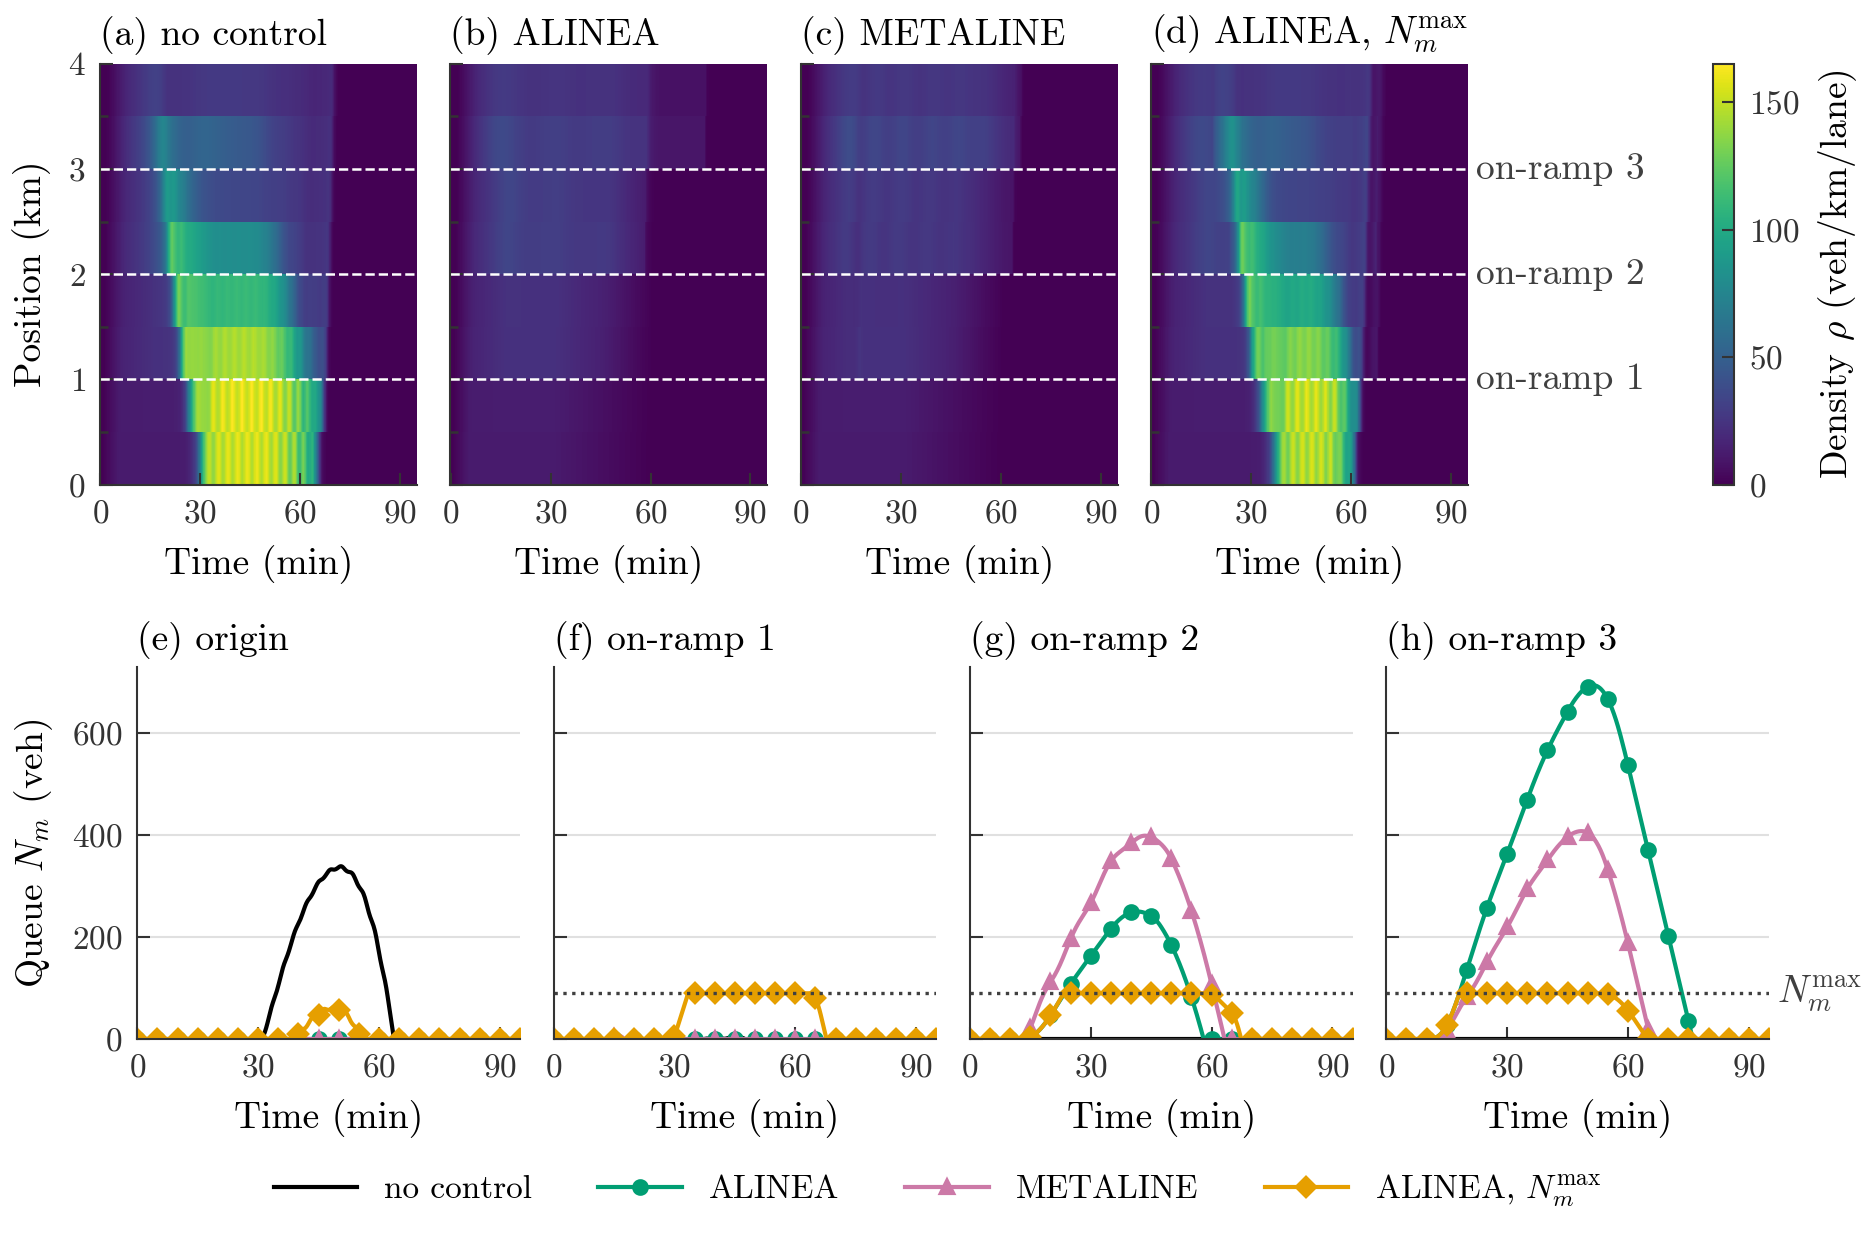 (a) no control
(b) ALINEA
(c) METALINE
(d) ALINEA, $N_m^{\max}$
Position (km)
4
3
2
1
0
0 30 60 90
Time (min)
0 30 60 90
Time (min)
0 30 60 90
Time (min)
0 30 60 90
Time (min)
on-ramp 3
on-ramp 2
on-ramp 1
150
100
50
0
Density ρ (veh/km/lane)
(e) origin
(f) on-ramp 1
(g) on-ramp 2
(h) on-ramp 3
Queue $N_m$ (veh)
600
400
200
0
0 30 60 90
Time (min)
0 30 60 90
Time (min)
0 30 60 90
Time (min)
0 30 60 90
Time (min)
$N_m^{\max}$
no control
ALINEA
METALINE
ALINEA, $N_m^{\max}$